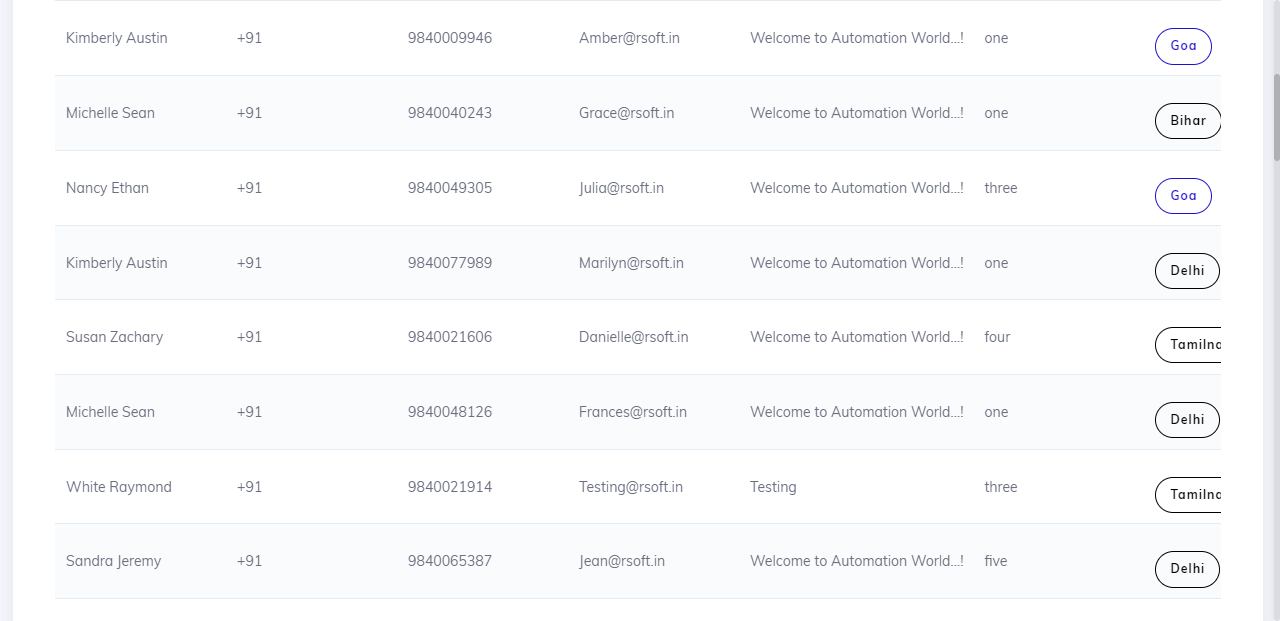 Kimberly Austin +91 9840009946 Amber@rsoft.in Welcome to Automation World...! one Goa
Michelle Sean +91 9840040243 Grace@rsoft.in Welcome to Automation World...! one Bihar
Nancy Ethan +91 9840049305 Julia@rsoft.in Welcome to Automation World...! three Goa
Kimberly Austin +91 9840077989 Marilyn@rsoft.in Welcome to Automation World...! one Delhi
Susan Zachary +91 9840021606 Danielle@rsoft.in Welcome to Automation World...! four Tamilna
Michelle Sean +91 9840048126 Frances@rsoft.in Welcome to Automation World...! one Delhi
White Raymond +91 9840021914 Testing@rsoft.in Testing three Tamilna
Sandra Jeremy +91 9840065387 Jean@rsoft.in Welcome to Automation World...! five Delhi